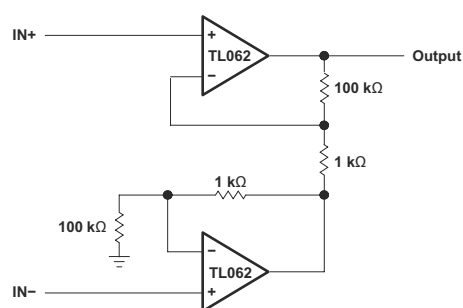 IN+
+
TL062
−
Output
100 kΩ
1 kΩ
1 kΩ
100 kΩ
−
TL062
+
IN−